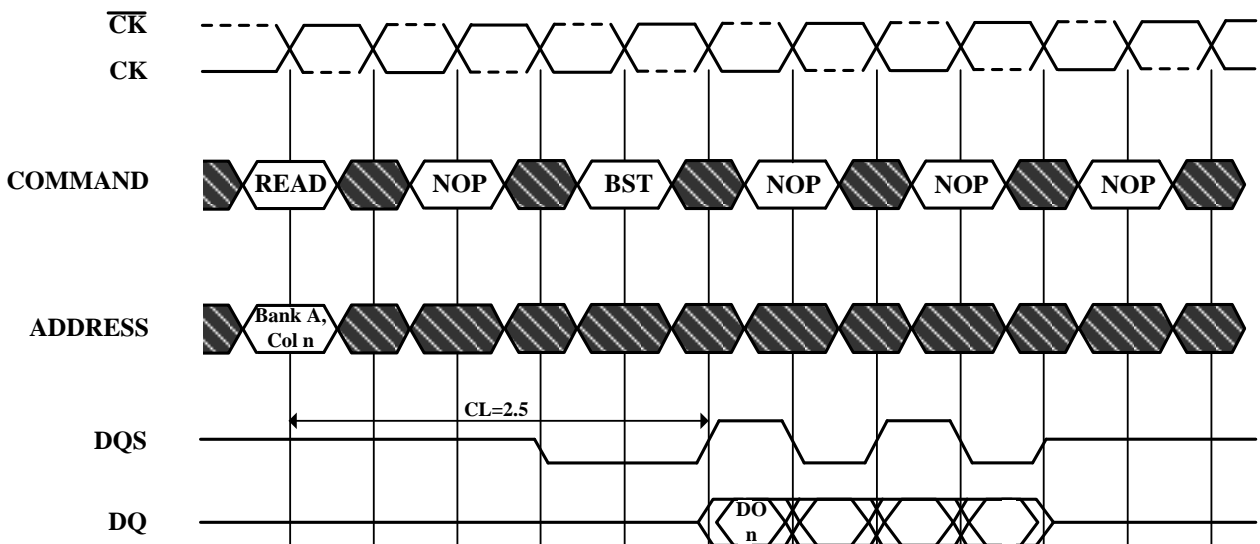 CK
CK
COMMAND
READ
NOP
BST
NOP
NOP
NOP
ADDRESS
Bank A,
Col n
CL=2.5
DQS
DQ
DO
n